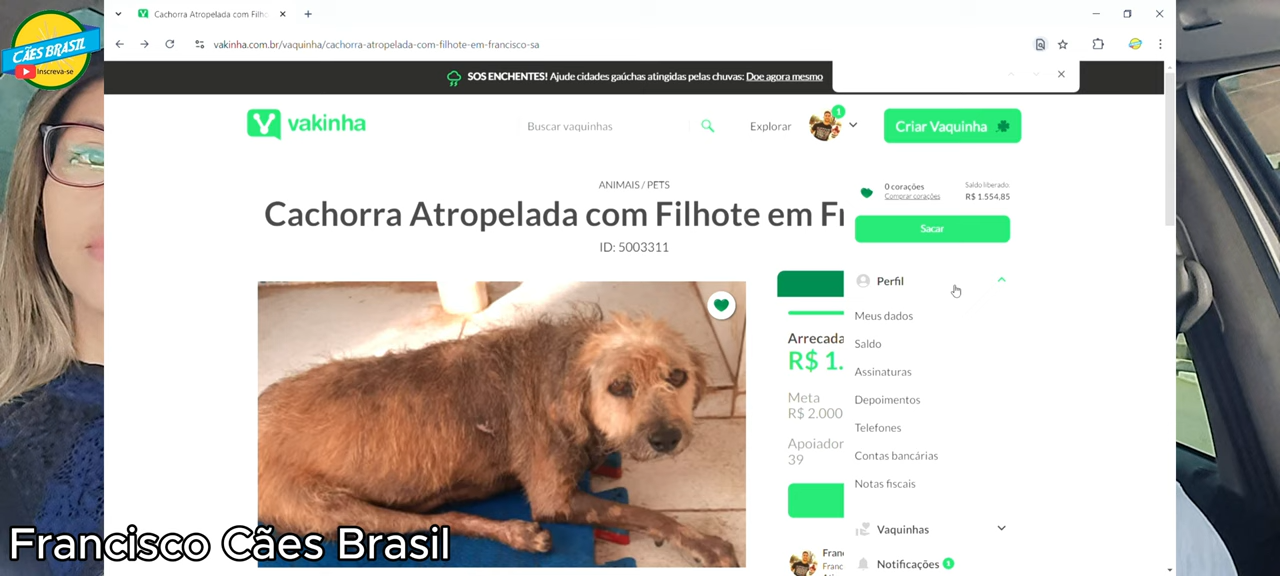 CÃES BRASIL
Inscreva-se
Cachorra Atropelada com Filho
vakinha.com.br/vaquinha/cachorra-atropelada-com-filhote-em-francisco-sa
SOS ENCHENTES! Ajude cidades gaúchas atingidas pelas chuvas: Doe agora mesmo
vakinha
Buscar vaquinhas
Explorar
1
Criar Vaquinha
0 corações
Comprar corações
Saldo liberado:
R$ 1.554,85
Sacar
ANIMAIS / PETS
Cachorra Atropelada com Filhote em Fr
ID: 5003311
Perfil
Meus dados
Saldo
Assinaturas
Depoimentos
Telefones
Contas bancárias
Notas fiscais
Vaquinhas
Notificações 1
Arrecada
R$ 1.
Meta
R$ 2.000
Apoiador
39
Fran
Franc
Francisco Cães Brasil